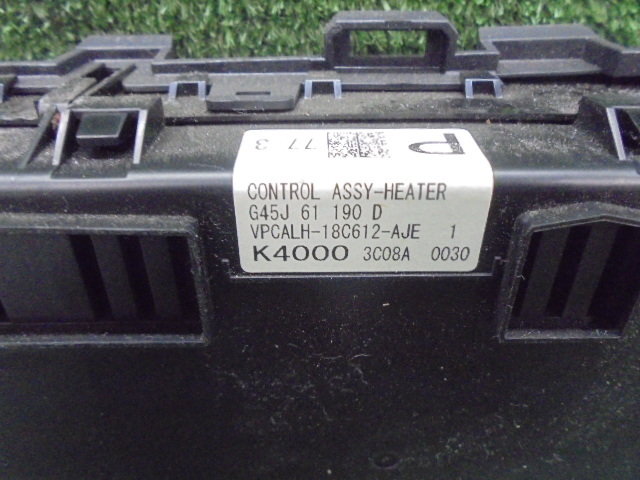 P
77 3
CONTROL ASSY-HEATER
G45J 61 190 D
VPCALH-18C612-AJE 1
K4000 3C08A 0030